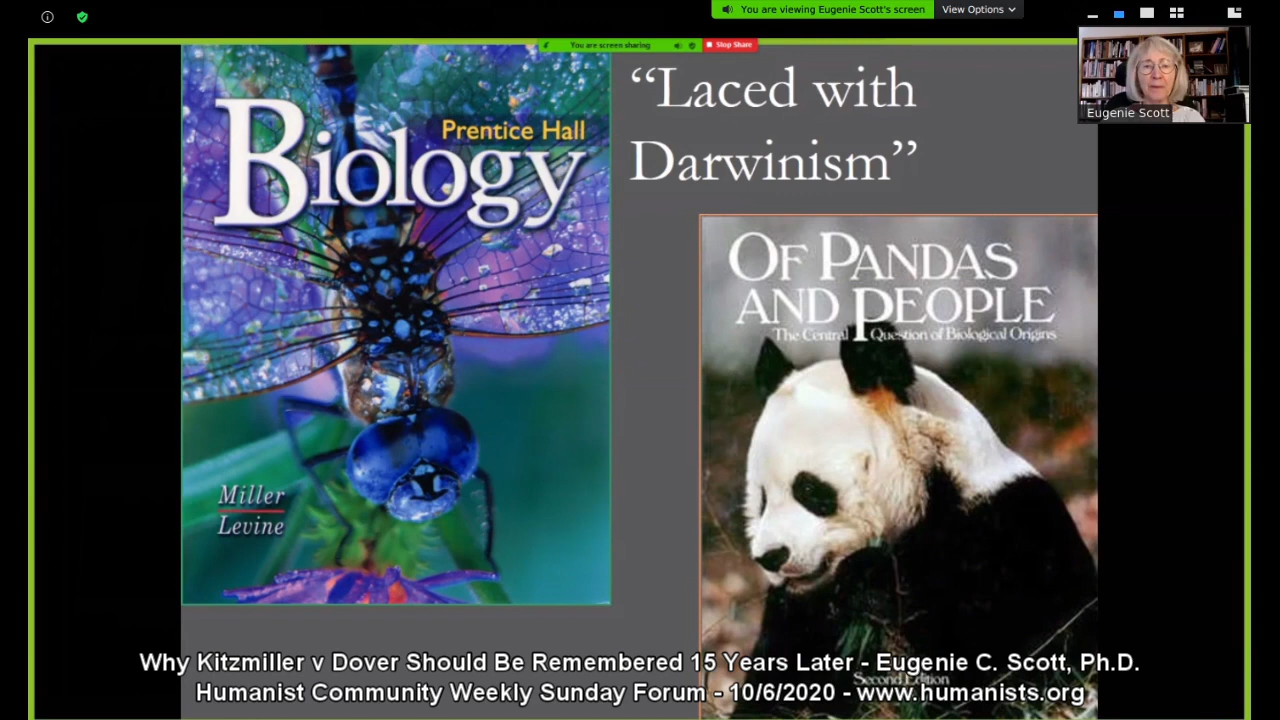 You are viewing Eugenie Scott's screen
View Options
You are screen sharing
Stop Share
Eugenie Scott
Prentice Hall
Biology
Miller
Levine
“Laced with
Darwinism”
OF PANDAS
AND PEOPLE
The Central Question of Biological Origins
Second Edition
Why Kitzmiller v Dover Should Be Remembered 15 Years Later - Eugenie C. Scott, Ph.D.
Humanist Community Weekly Sunday Forum - 10/6/2020 - www.humanists.org